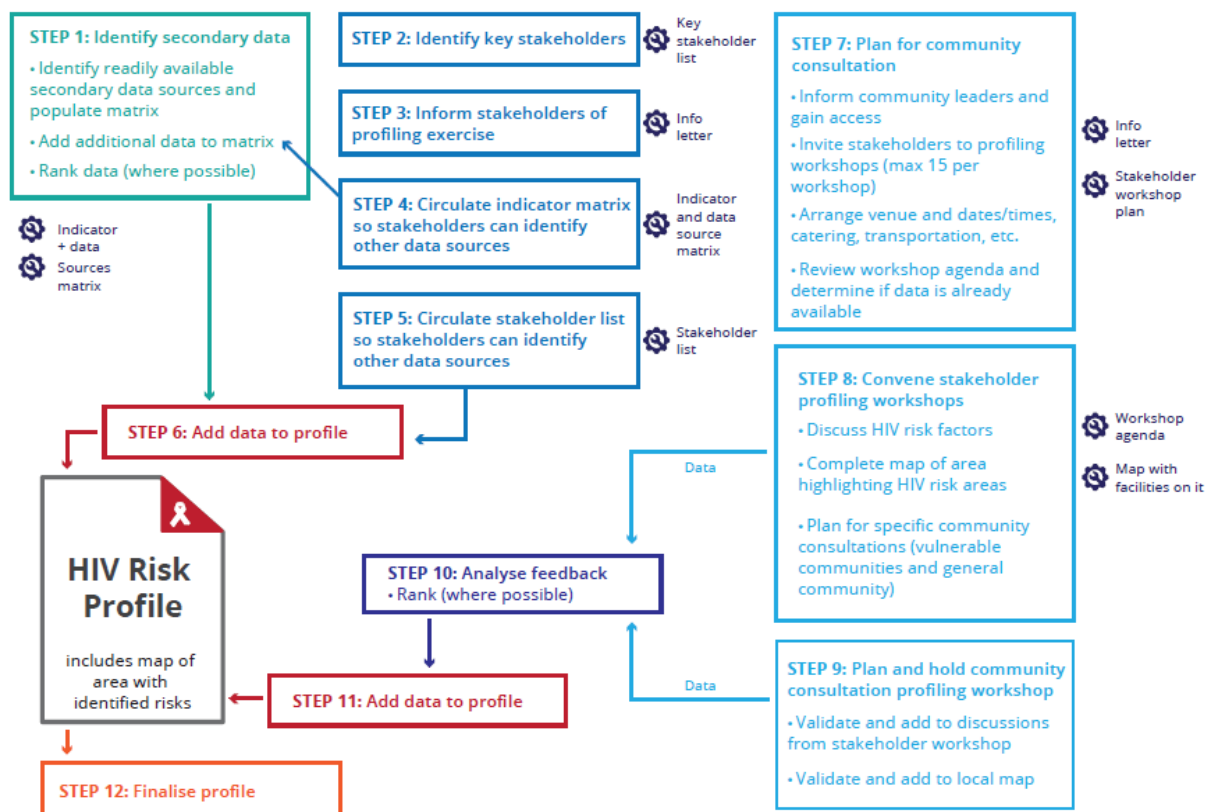 STEP 1: Identify secondary data
• Identify readily available
secondary data sources and
populate matrix
• Add additional data to matrix
• Rank data (where possible)
Indicator
+ data
Sources
matrix
STEP 2: Identify key stakeholders
Key
stakeholder
list
STEP 3: Inform stakeholders of
profiling exercise
Info
letter
STEP 4: Circulate indicator matrix
so stakeholders can identify
other data sources
Indicator
and data
source
matrix
STEP 5: Circulate stakeholder list
so stakeholders can identify
other data sources
Stakeholder
list
STEP 6: Add data to profile
STEP 7: Plan for community
consultation
• Inform community leaders and
gain access
• Invite stakeholders to profiling
workshops (max 15 per
workshop)
• Arrange venue and dates/times,
catering, transportation, etc.
• Review workshop agenda and
determine if data is already
available
Info
letter
Stakeholder
workshop
plan
STEP 8: Convene stakeholder
profiling workshops
• Discuss HIV risk factors
• Complete map of area
highlighting HIV risk areas
• Plan for specific community
consultations (vulnerable
communities and general
community)
Workshop
agenda
Map with
facilities on it
Data
STEP 9: Plan and hold community
consultation profiling workshop
• Validate and add to discussions
from stakeholder workshop
• Validate and add to local map
Data
STEP 10: Analyse feedback
• Rank (where possible)
STEP 11: Add data to profile
HIV Risk
Profile
includes map of
area with
identified risks
STEP 12: Finalise profile